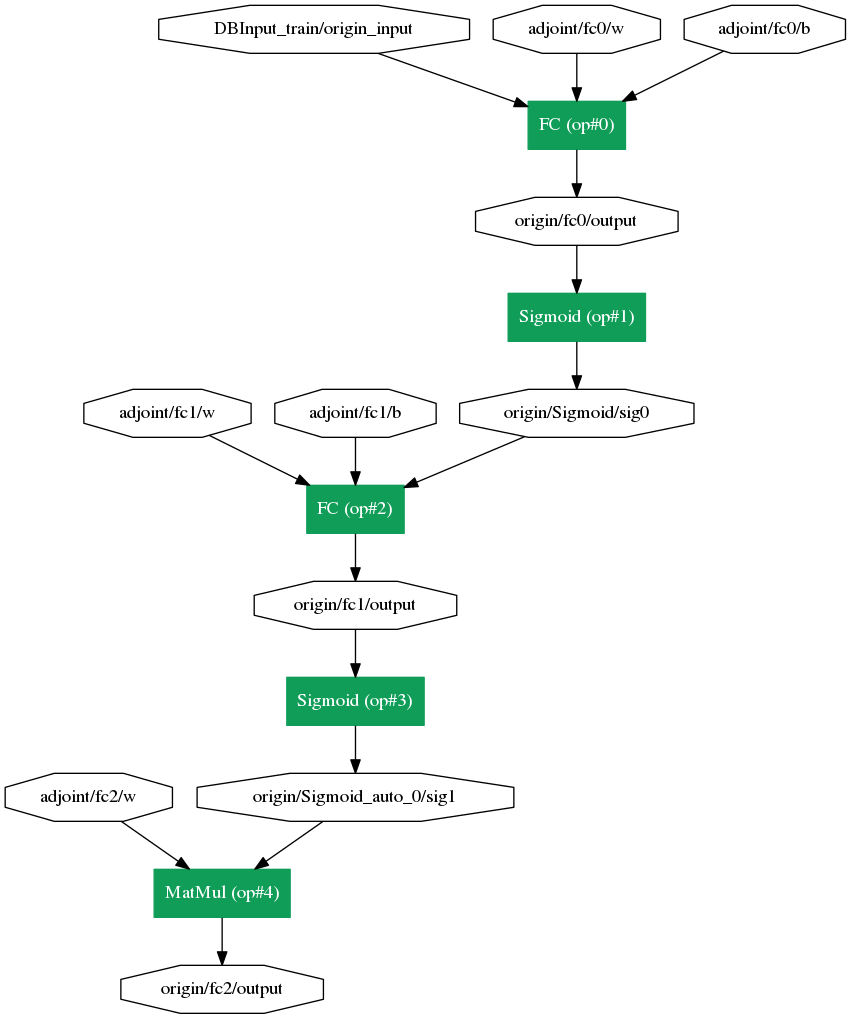 DBInput_train/origin_input
adjoint/fc0/w
adjoint/fc0/b
FC (op#0)
origin/fc0/output
Sigmoid (op#1)
adjoint/fc1/w
adjoint/fc1/b
origin/Sigmoid/sig0
FC (op#2)
origin/fc1/output
Sigmoid (op#3)
adjoint/fc2/w
origin/Sigmoid_auto_0/sig1
MatMul (op#4)
origin/fc2/output